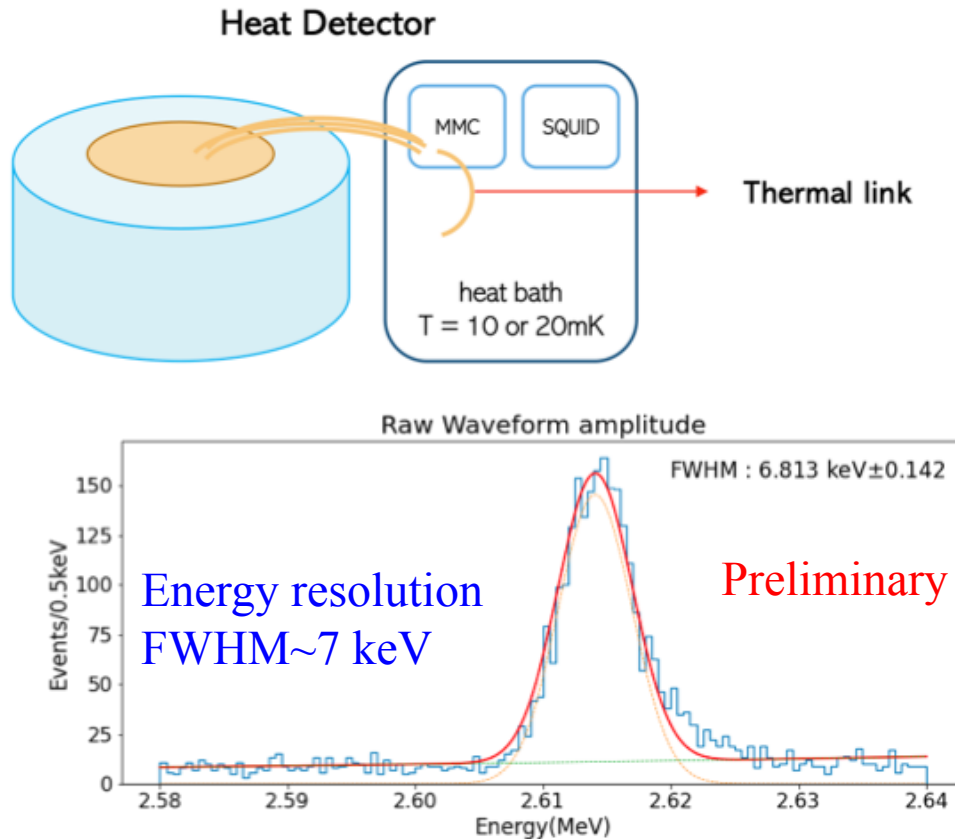 Heat Detector
MMC
SQUID
Thermal link
heat bath
T = 10 or 20mK
Raw Waveform amplitude
FWHM : 6.813 keV±0.142
Energy resolution
FWHM~7 keV
Preliminary
Events/0.5keV
150
125
100
75
50
25
0
2.58
2.59
2.60
2.61
2.62
2.63
2.64
Energy(MeV)